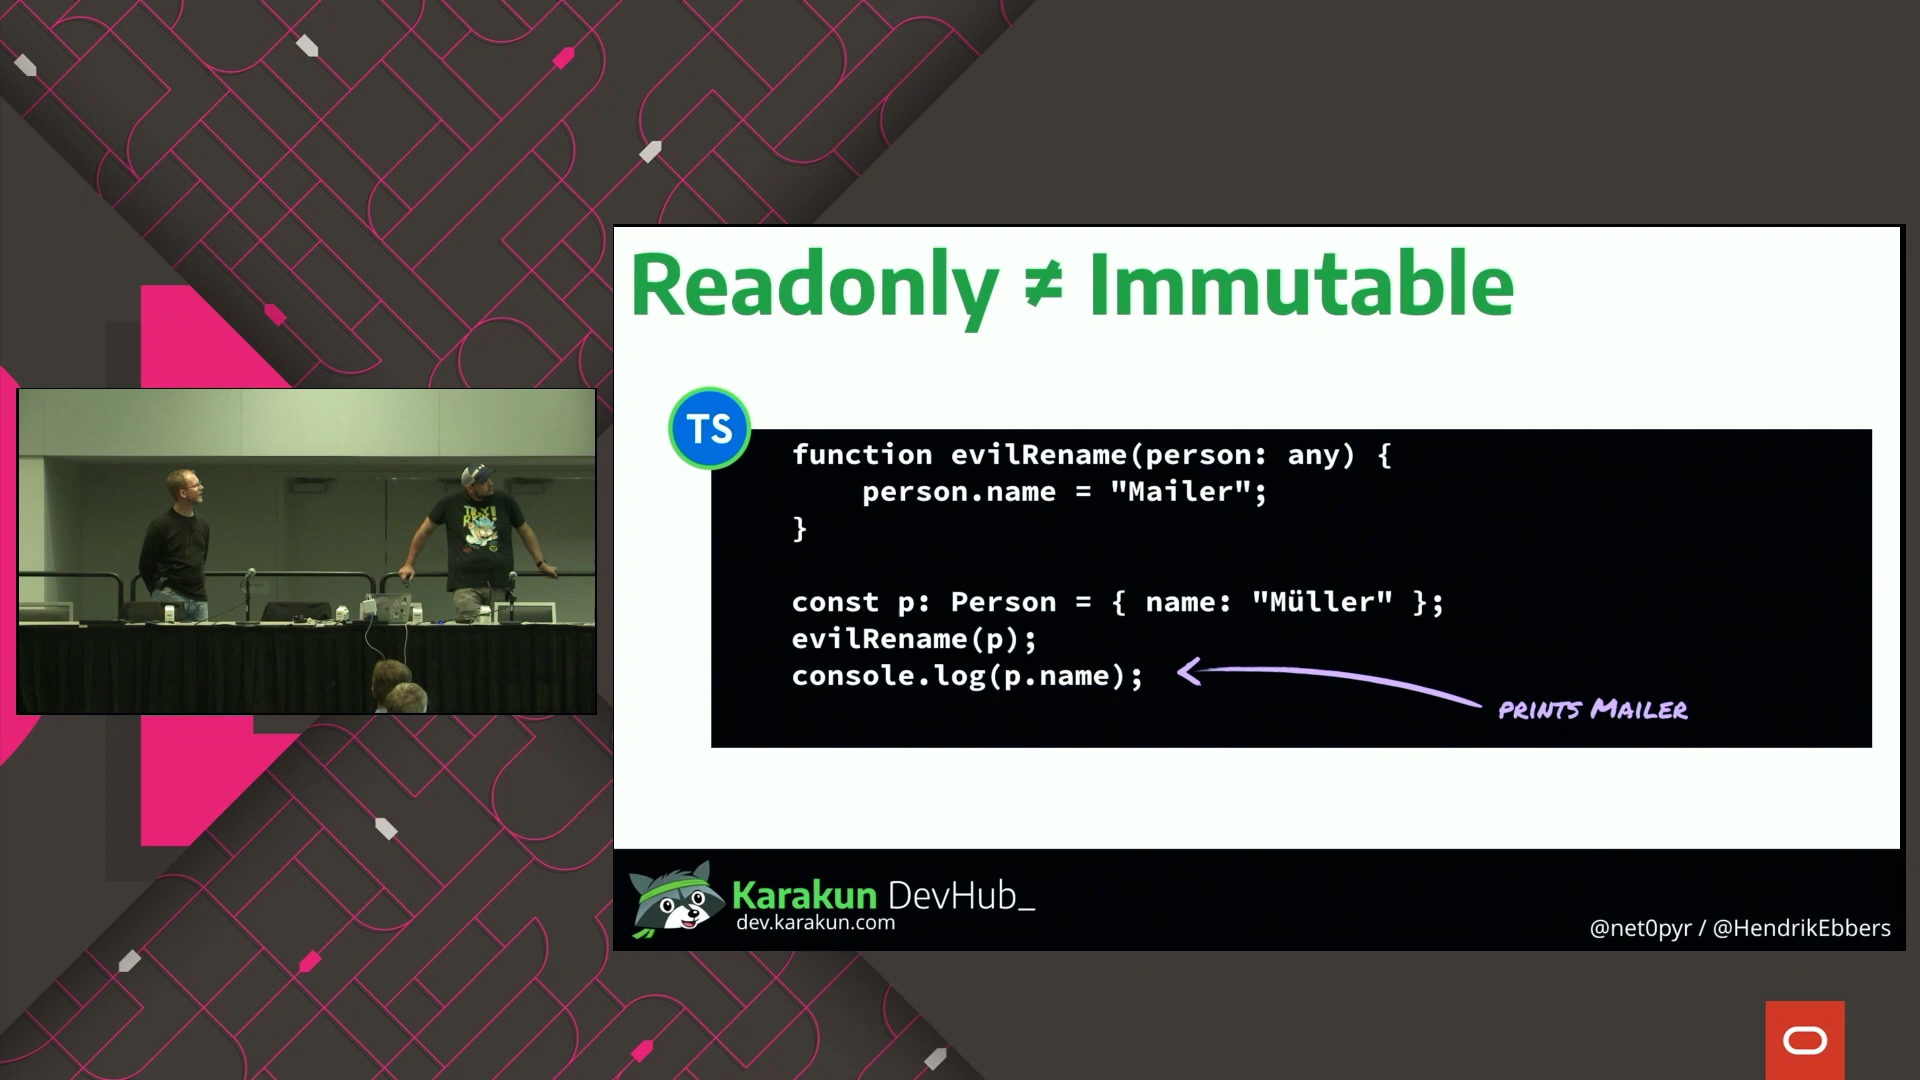 Readonly ≠ Immutable
TS
function evilRename(person: any) {
    person.name = "Mailer";
}
const p: Person = { name: "Müller" };
evilRename(p);
console.log(p.name);
PRINTS MAILER
Karakun DevHub_
dev.karakun.com
@net0pyr / @HendrikEbbers